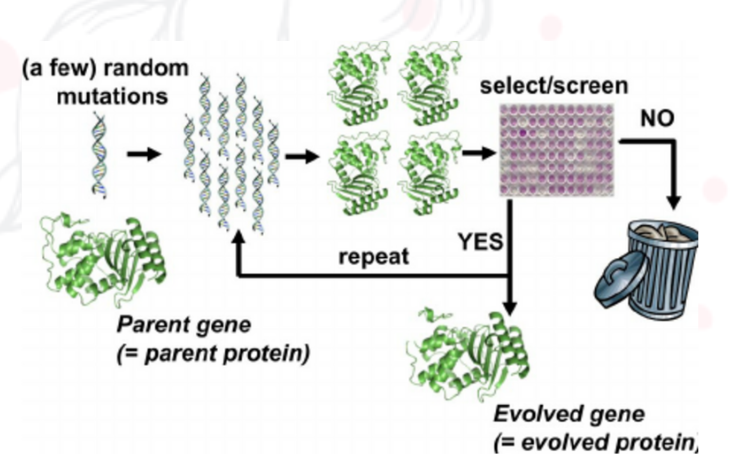 (a few) random
mutations
select/screen
NO
YES
repeat
Parent gene
(= parent protein)
Evolved gene
(= evolved protein)